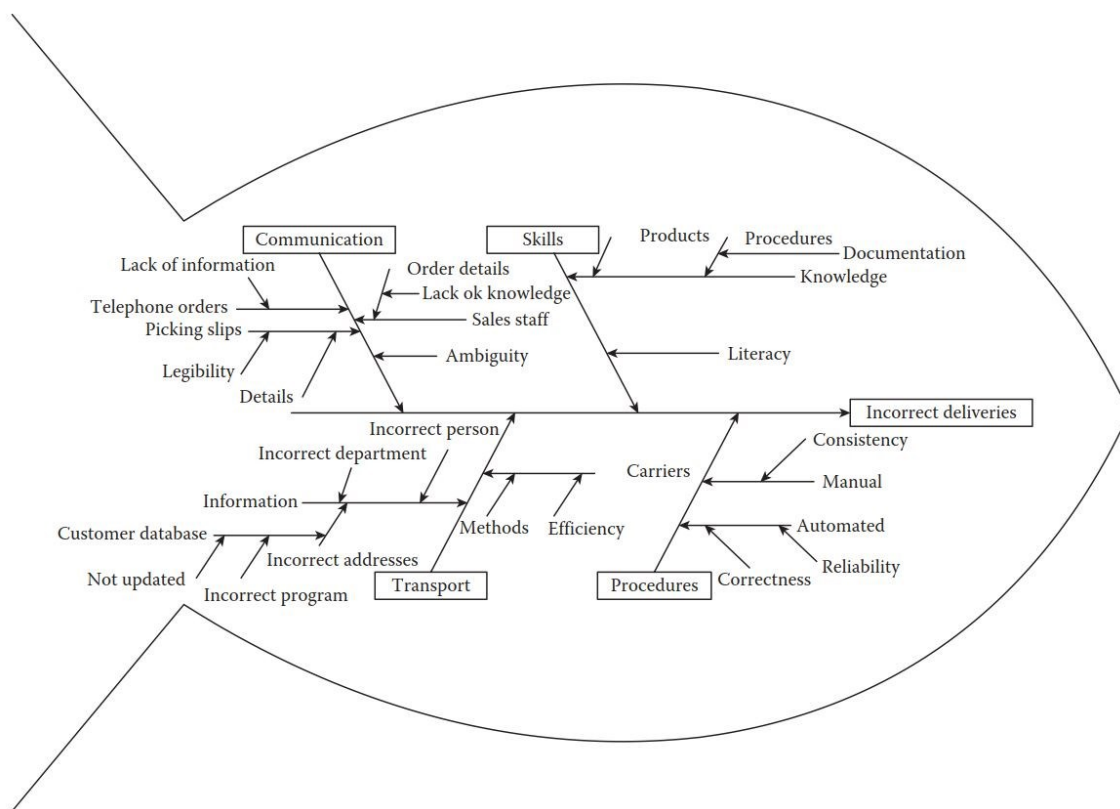 Communication
Skills
Products
Procedures
Documentation
Lack of information
Order details
Knowledge
Lack ok knowledge
Telephone orders
Sales staff
Picking slips
Ambiguity
Literacy
Legibility
Details
Incorrect deliveries
Incorrect person
Consistency
Incorrect department
Carriers
Manual
Information
Methods
Efficiency
Automated
Customer database
Incorrect addresses
Reliability
Not updated
Incorrect program
Transport
Procedures
Correctness